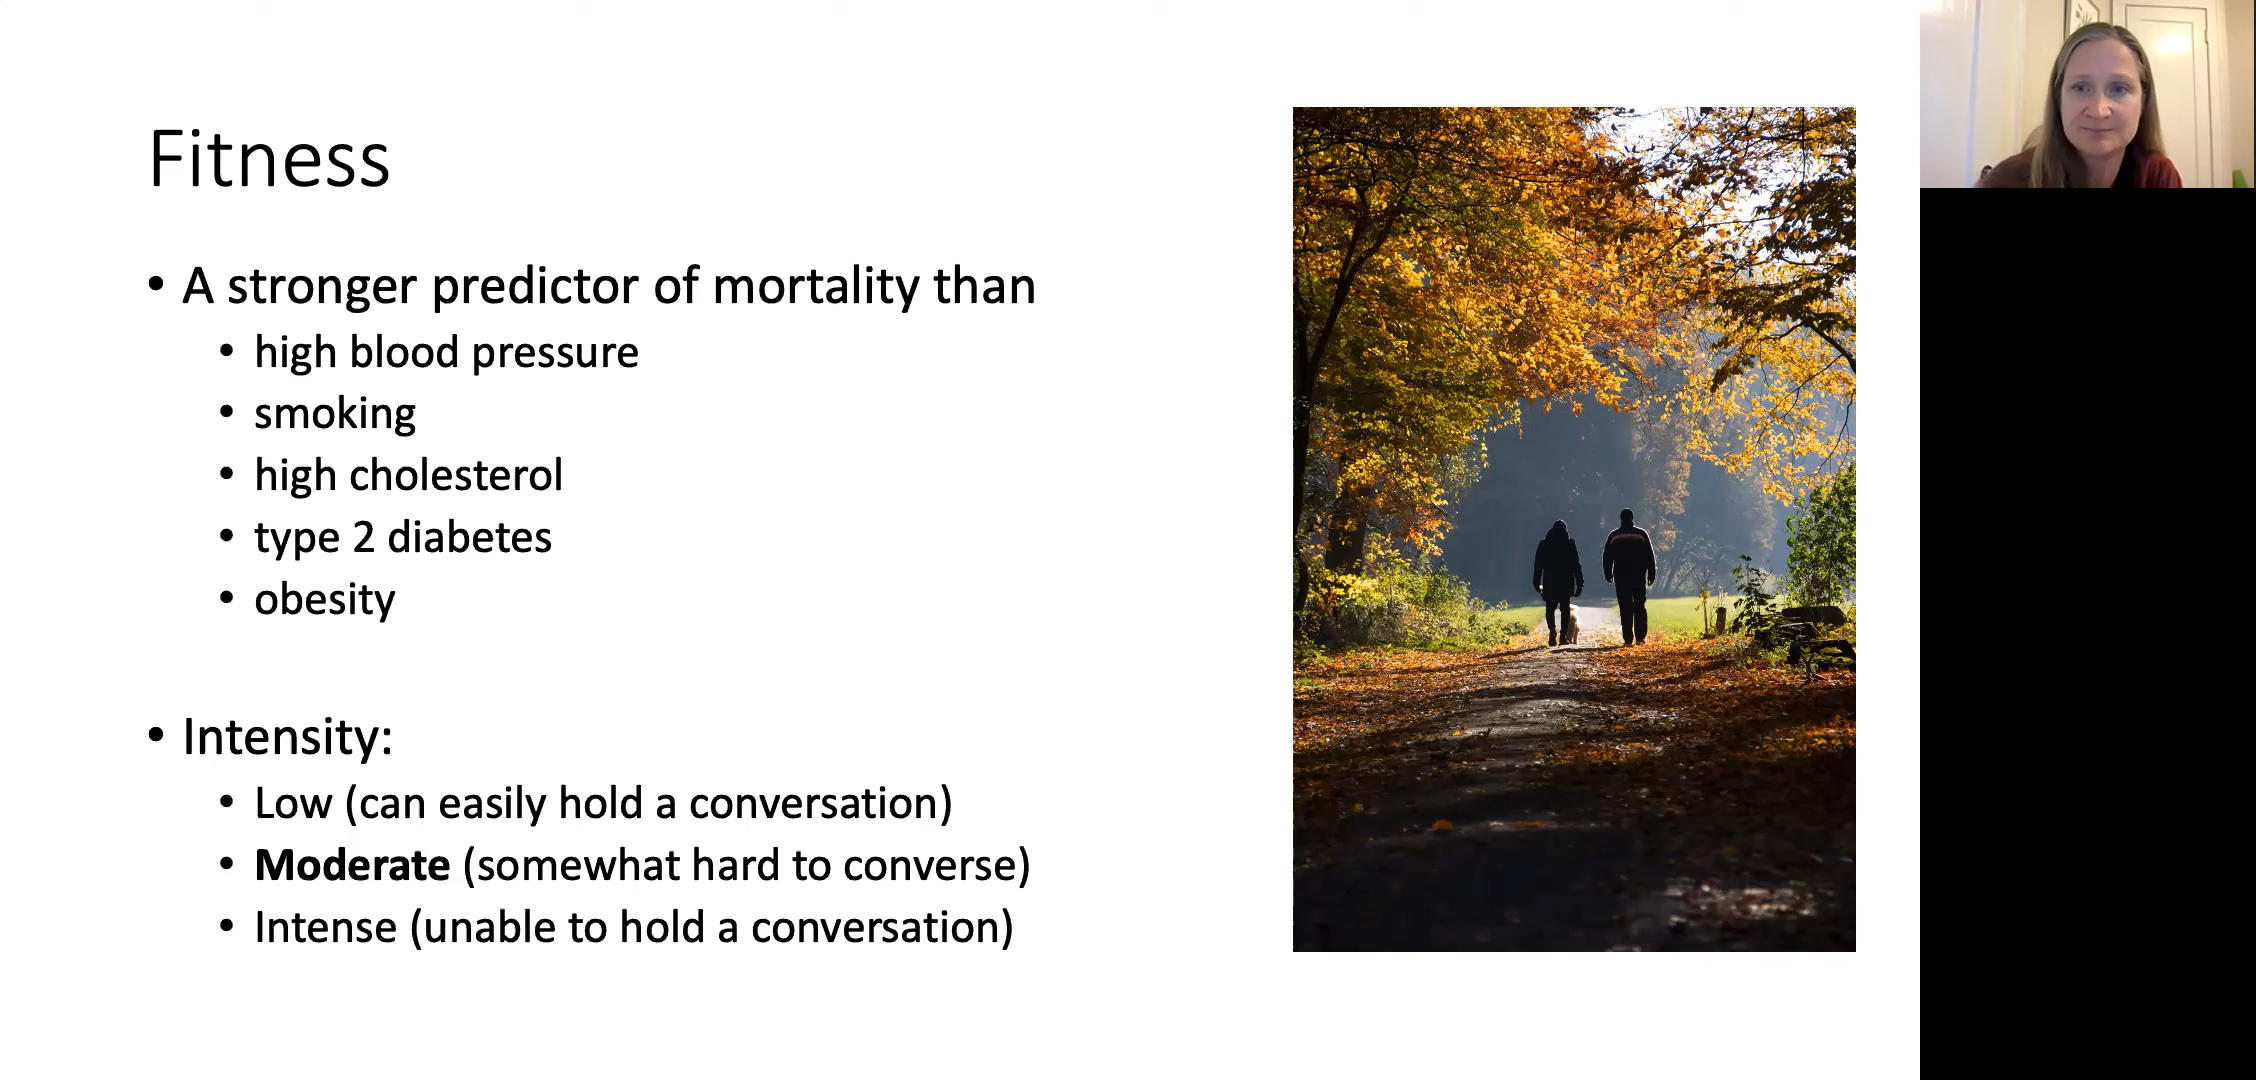 Fitness
• A stronger predictor of mortality than
• high blood pressure
• smoking
• high cholesterol
• type 2 diabetes
• obesity
• Intensity:
• Low (can easily hold a conversation)
• Moderate (somewhat hard to converse)
• Intense (unable to hold a conversation)